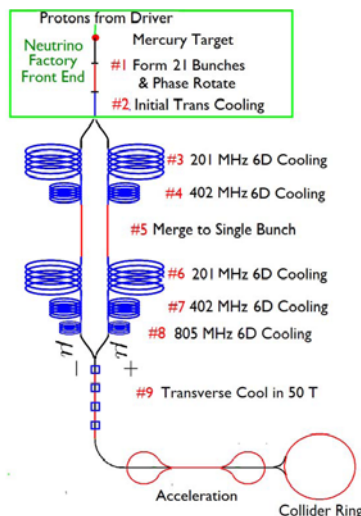 Protons from Driver
Neutrino
Factory
Front End
Mercury Target
#1 Form 21 Bunches
& Phase Rotate
#2 Initial Trans Cooling
#3 201 MHz 6D Cooling
#4 402 MHz 6D Cooling
#5 Merge to Single Bunch
#6 201 MHz 6D Cooling
#7 402 MHz 6D Cooling
#8 805 MHz 6D Cooling
μ− μ+
#9 Transverse Cool in 50 T
Acceleration
Collider Ring